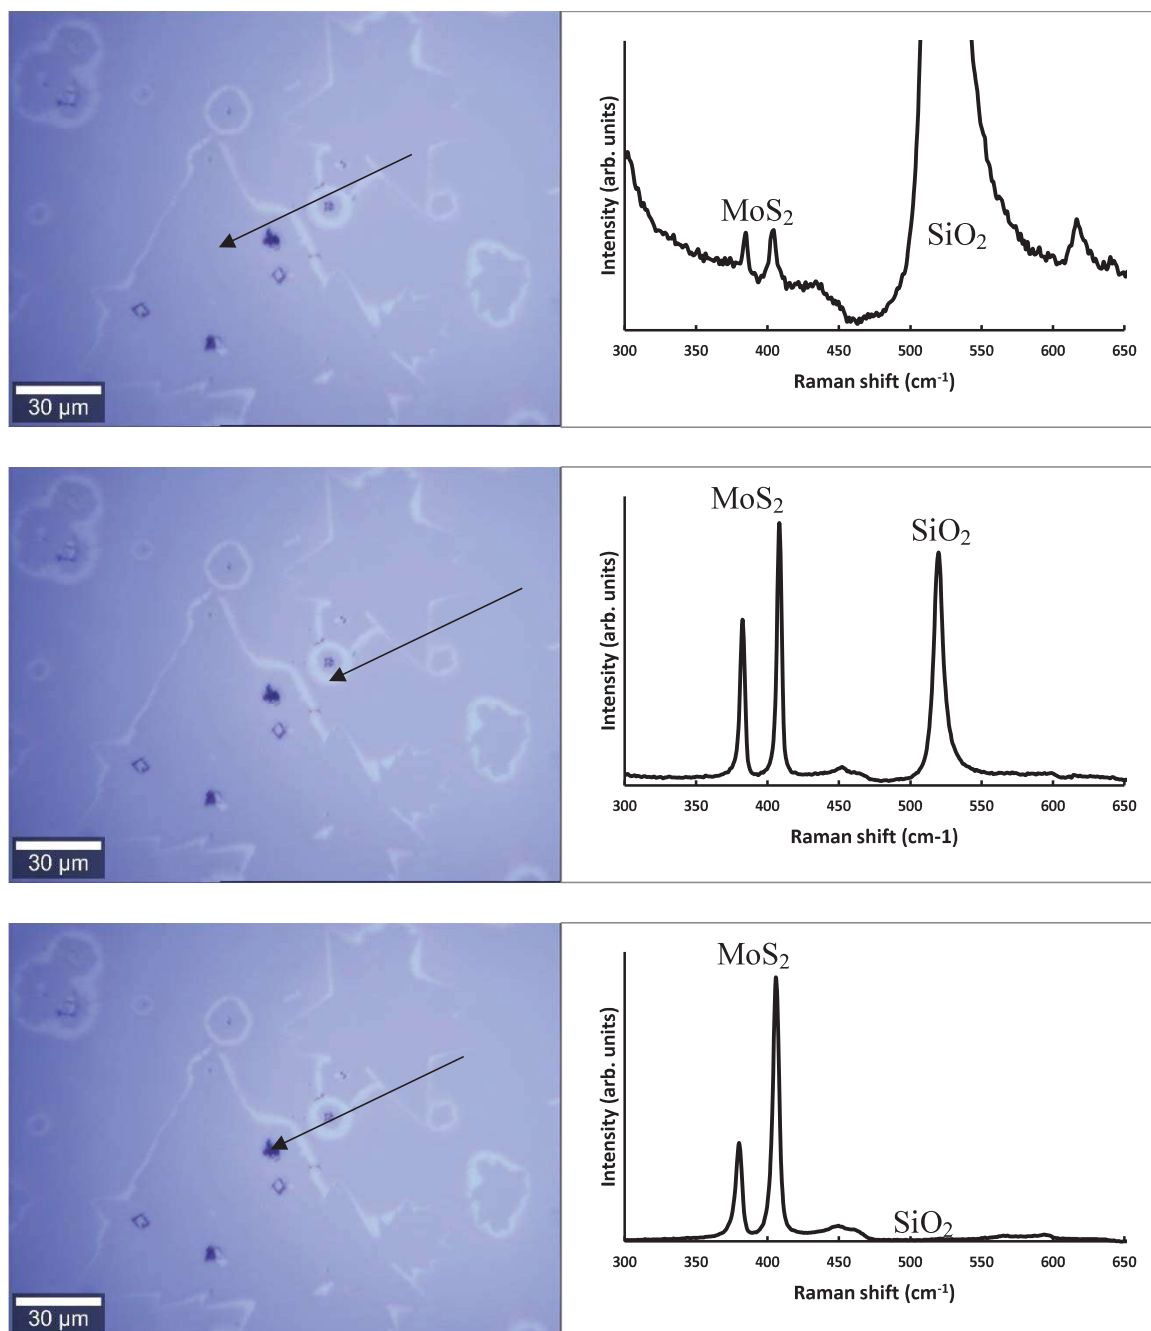 30 µm
Intensity (arb. units)
MoS₂
SiO₂
300 350 400 450 500 550 600 650
Raman shift (cm⁻¹)
30 µm
Intensity (arb. units)
MoS₂
SiO₂
300 350 400 450 500 550 600 650
Raman shift (cm-1)
30 µm
Intensity (arb. units)
MoS₂
SiO₂
300 350 400 450 500 550 600 650
Raman shift (cm⁻¹)